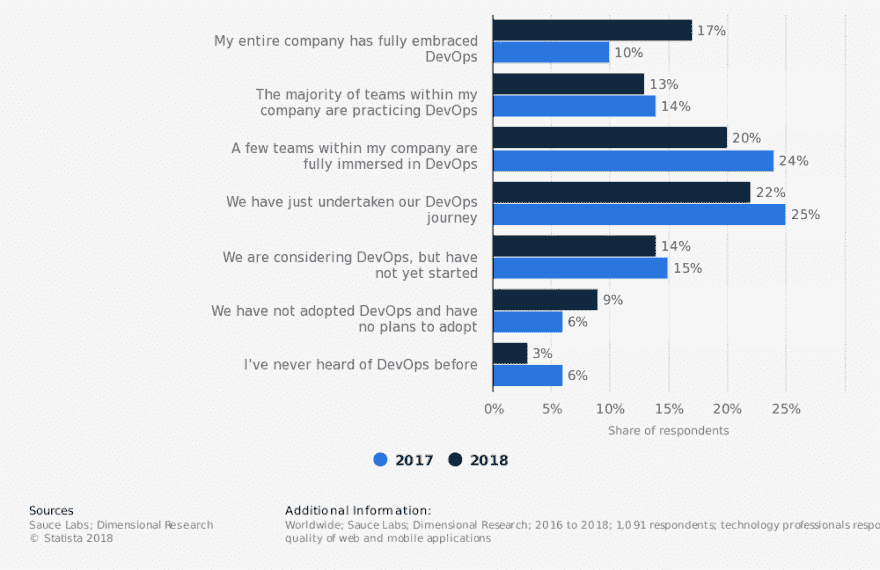 My entire company has fully embraced
DevOps
17%
10%
The majority of teams within my
company are practicing DevOps
13%
14%
A few teams within my company are
fully immersed in DevOps
20%
24%
We have just undertaken our DevOps
journey
22%
25%
We are considering DevOps, but have
not yet started
14%
15%
We have not adopted DevOps and have
no plans to adopt
9%
6%
I've never heard of DevOps before
3%
6%
0% 5% 10% 15% 20% 25%
Share of respondents
2017 2018
Sources
Sauce Labs; Dimensional Research
© Statista 2018
Additional Information:
Worldwide; Sauce Labs; Dimensional Research; 2016 to 2018; 1,091 respondents; technology professionals respo
quality of web and mobile applications